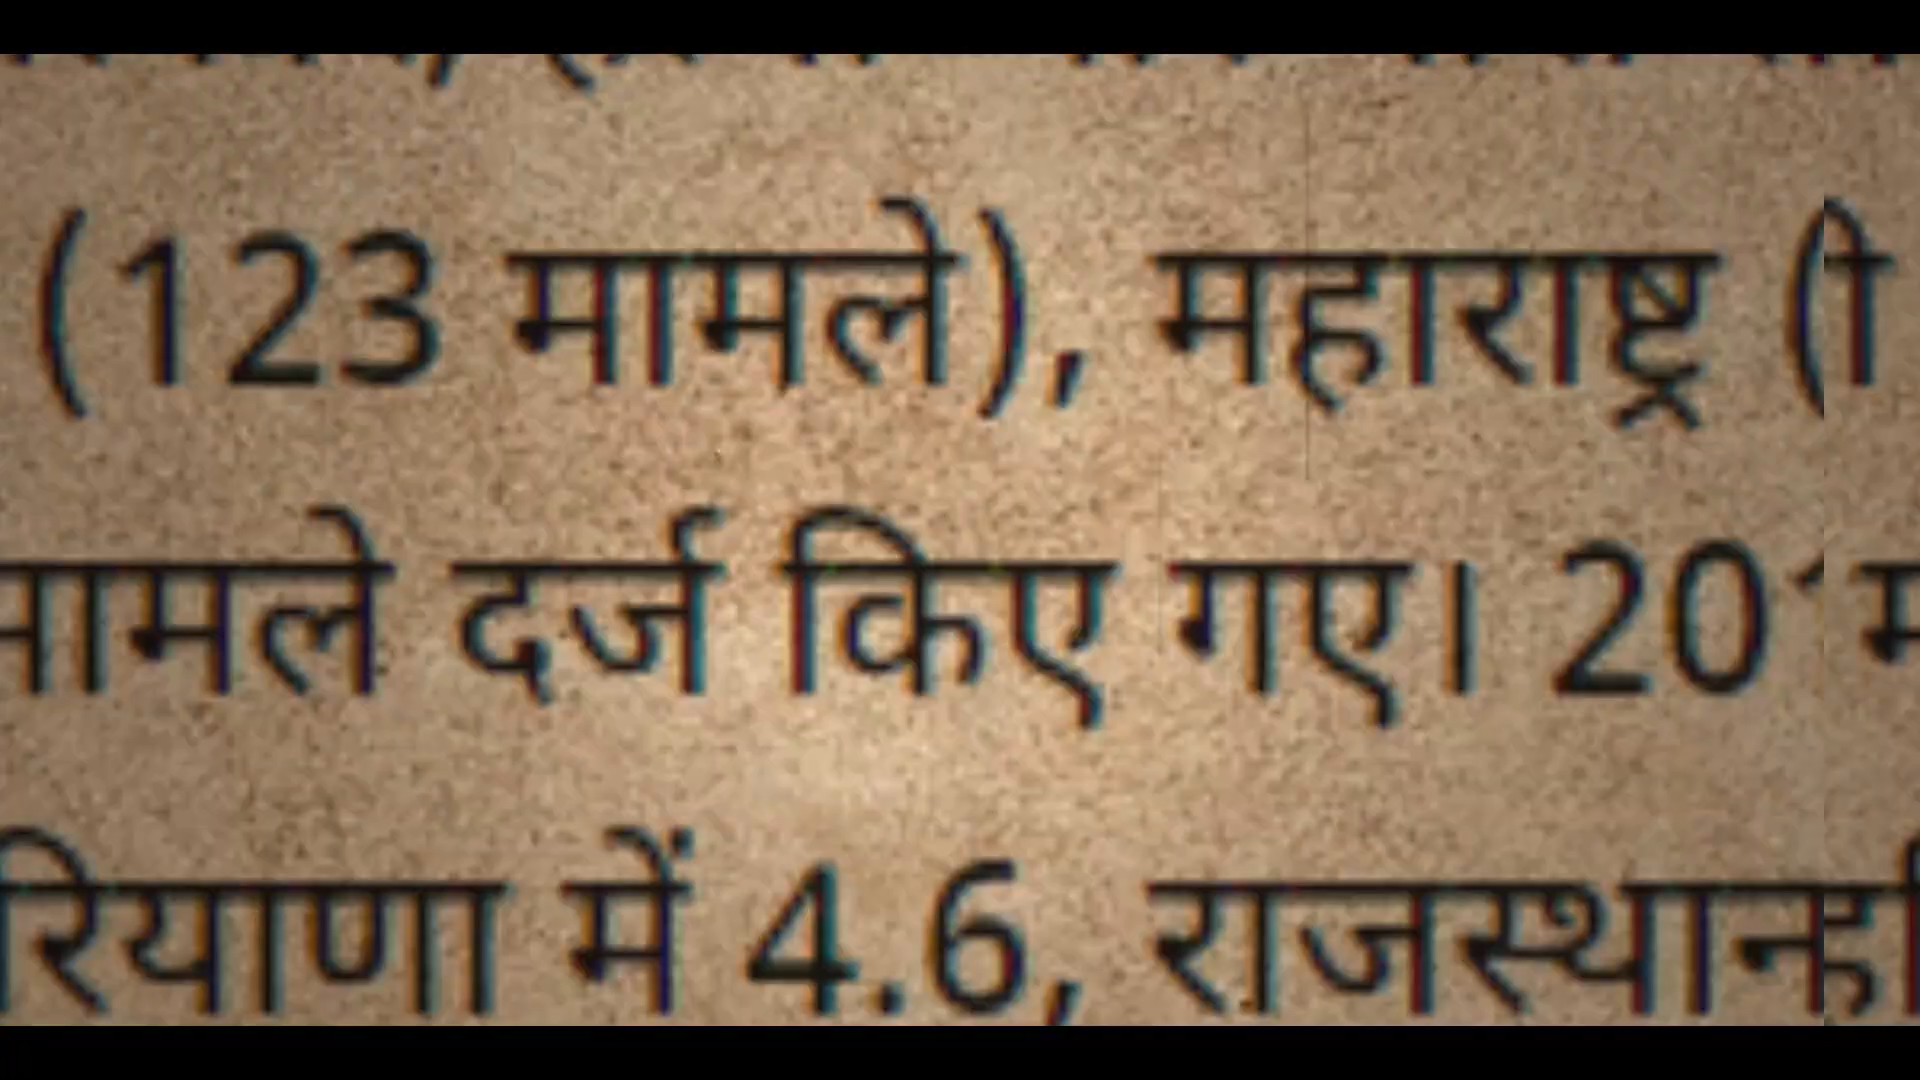 (123 मामले), महाराष्ट्र (
मामले दर्ज किए गए। 20
में 4.6, राजस्थान